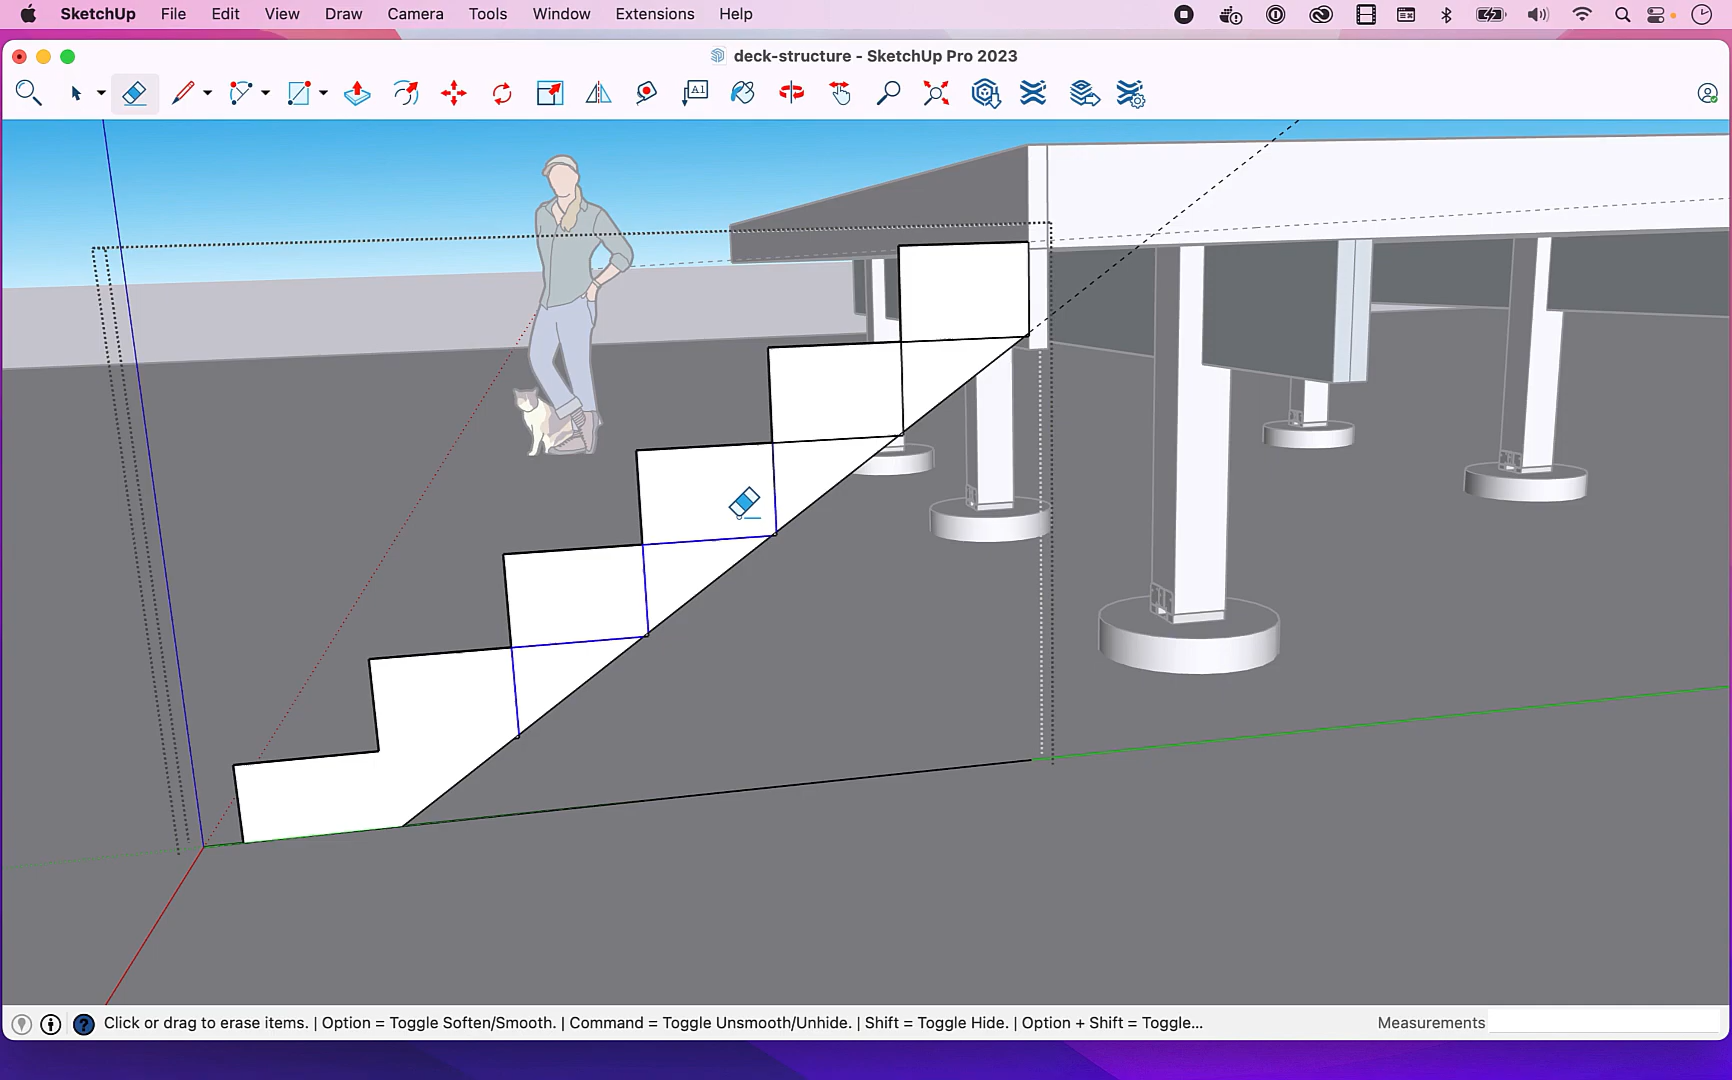 SketchUp File Edit View Draw Camera Tools Window Extensions Help
deck-structure - SketchUp Pro 2023
A1
Click or drag to erase items. | Option = Toggle Soften/Smooth. | Command = Toggle Unsmooth/Unhide. | Shift = Toggle Hide. | Option + Shift = Toggle...
Measurements